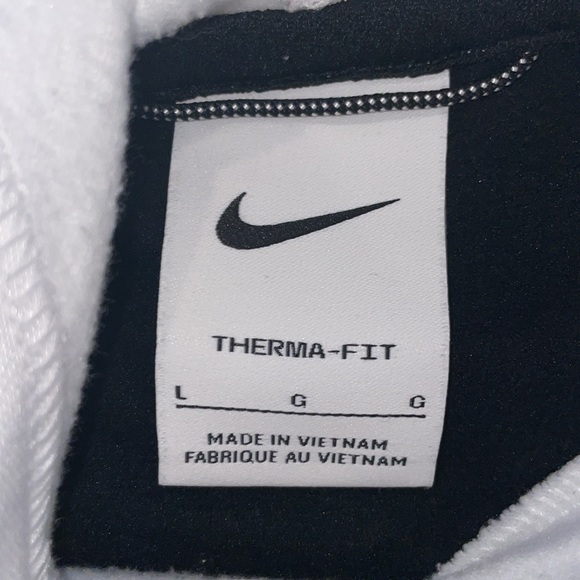 THERMA-FIT
L G G
MADE IN VIETNAM
FABRIQUE AU VIETNAM